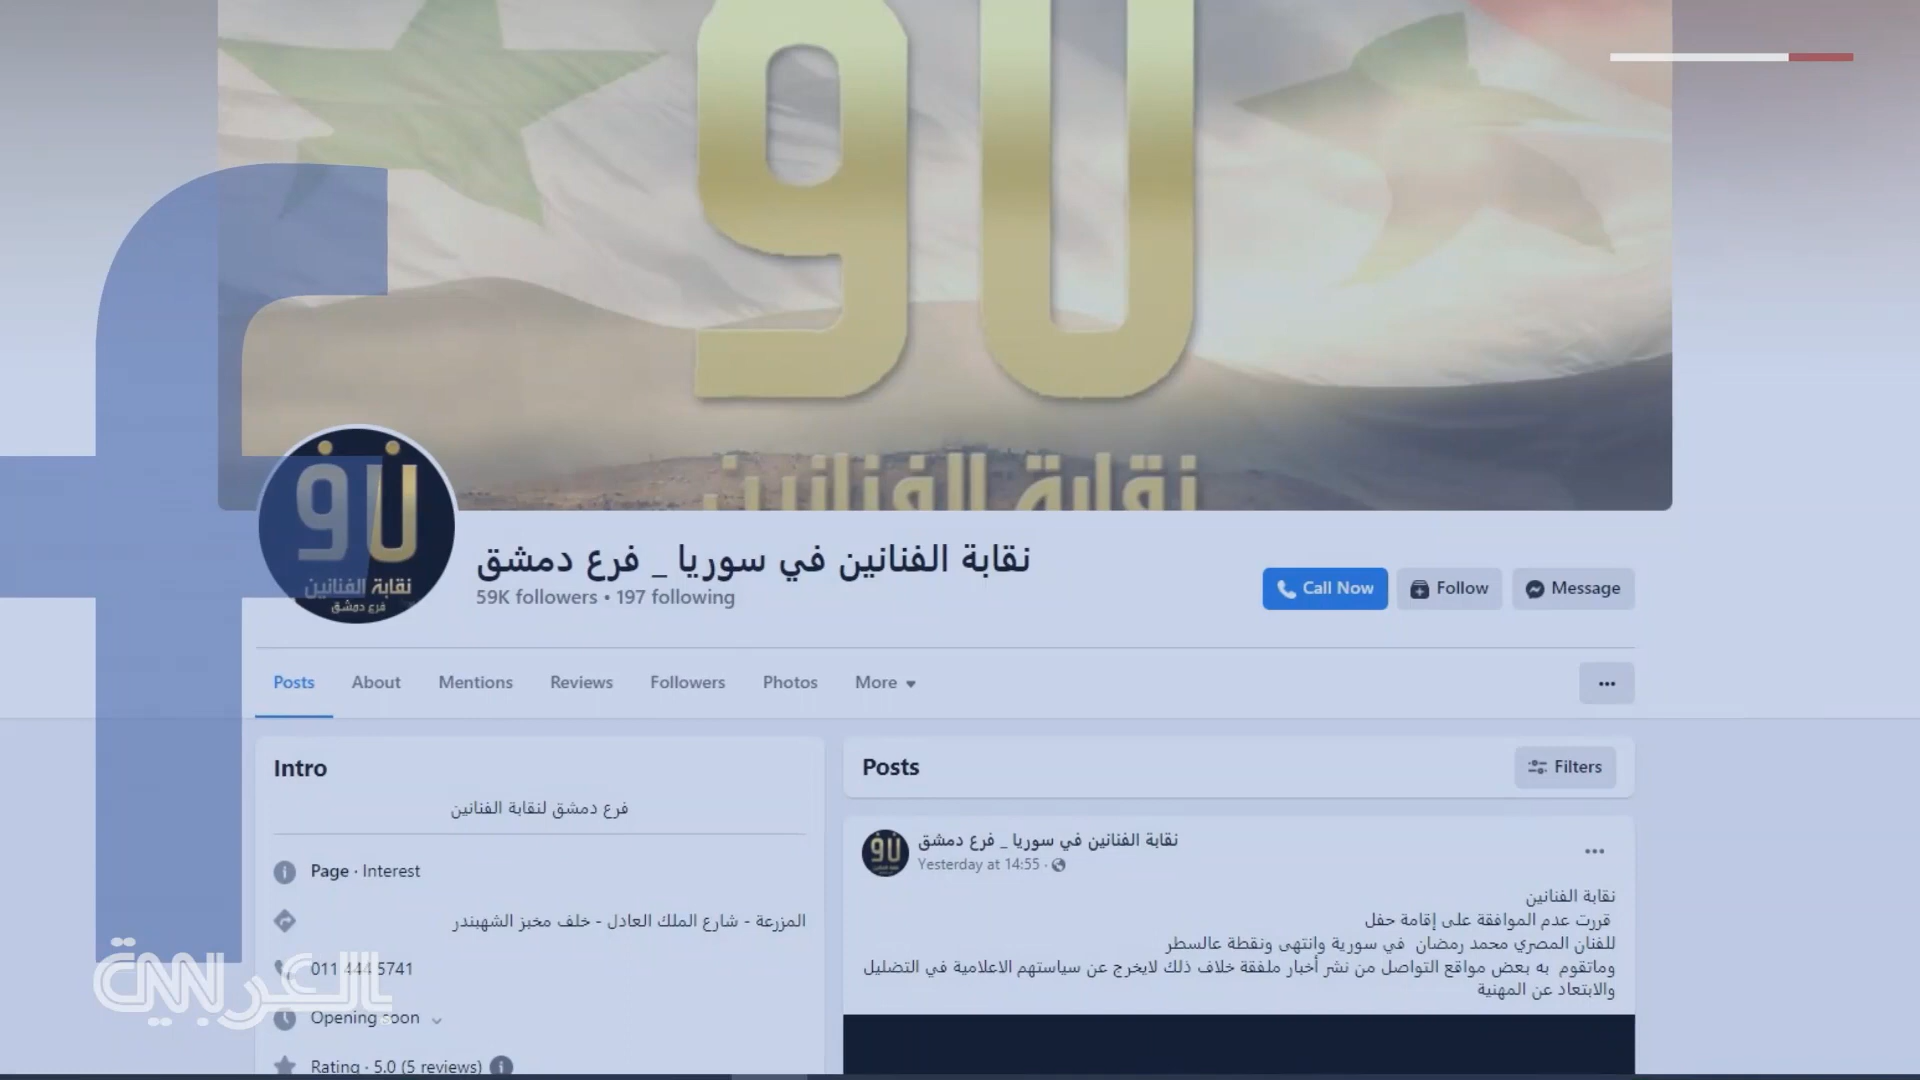 نقابة الفنانين
نف
نقابة الفنانين
فرع دمشق
نقابة الفنانين في سوريا _ فرع دمشق
59K followers • 197 following
Call Now
Follow
Message
Posts
About
Mentions
Reviews
Followers
Photos
More
Intro
فرع دمشق لنقابة الفنانين
Page · Interest
المزرعة - شارع الملك العادل - خلف مخبز الشهبندر
011 444 5741
Opening soon
Rating · 5.0 (5 reviews)
Posts
Filters
نقابة الفنانين في سوريا _ فرع دمشق
Yesterday at 14:55 ·
نقابة الفنانين
قررت عدم الموافقة على إقامة حفل
للفنان المصري محمد رمضان في سورية وانتهى ونقطة عالسطر
وماتقوم به بعض مواقع التواصل من نشر أخبار ملفقة خلاف ذلك لايخرج عن سياستهم الاعلامية في التضليل
والابتعاد عن المهنية
CNN العربية